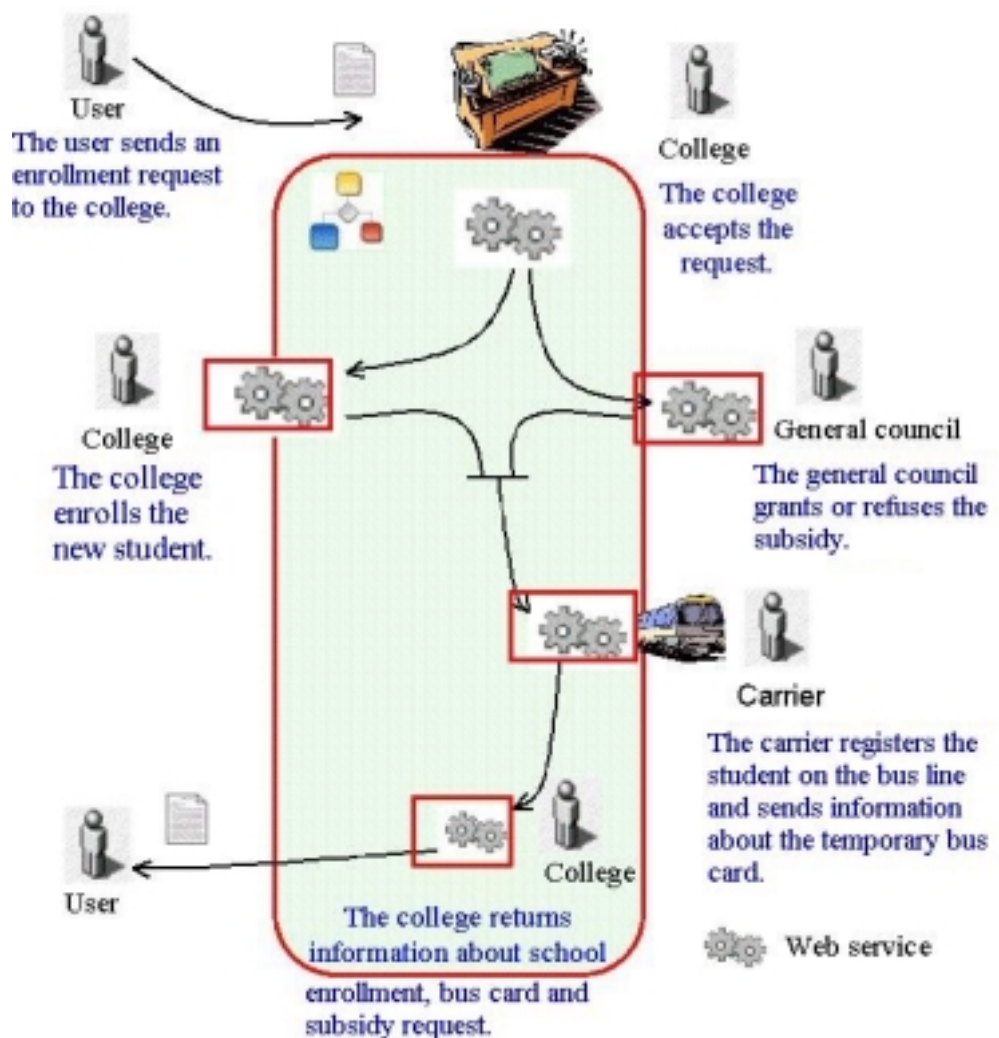 User
The user sends an
enrollment request
to the college.
College
The college
accepts the
request.
College
The college
enrolls the
new student.
General council
The general council
grants or refuses the
subsidy.
Carrier
The carrier registers the
student on the bus line
and sends information
about the temporary bus
card.
User
College
The college returns
information about school
enrollment, bus card and
subsidy request.
Web service